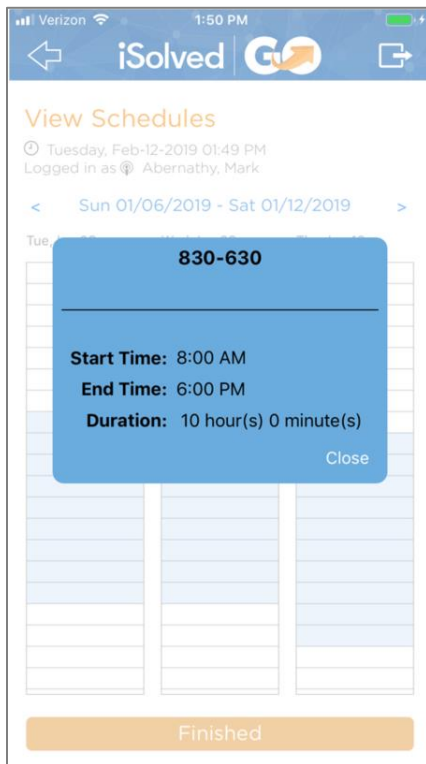 Verizon 1:50 PM
iSolved GO
View Schedules
Tuesday, Feb-12-2019 01:49 PM
Logged in as Abernathy, Mark
< Sun 01/06/2019 - Sat 01/12/2019 >
Tue,
830-630
Start Time: 8:00 AM
End Time: 6:00 PM
Duration: 10 hour(s) 0 minute(s)
Close
Finished